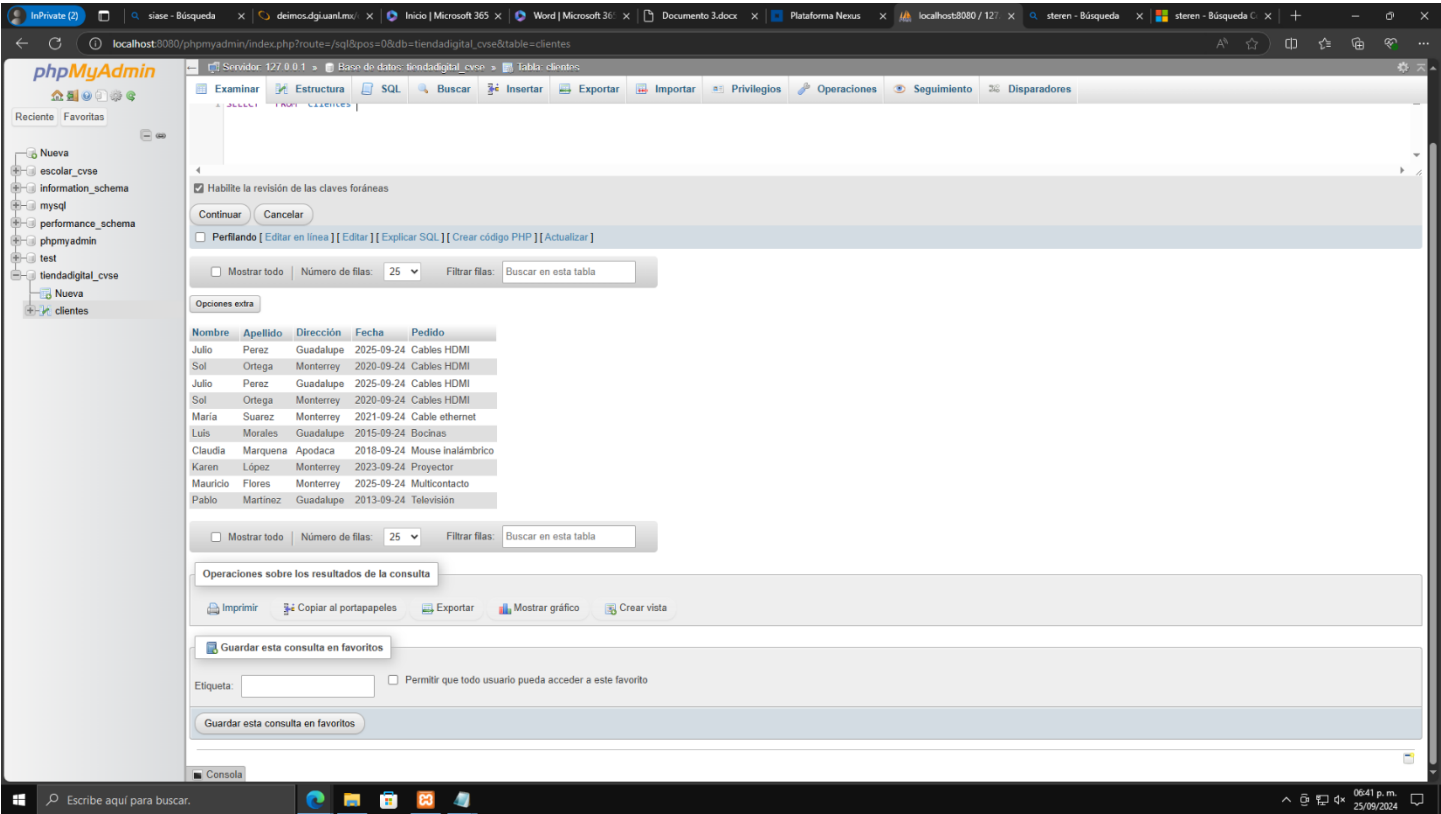 InPrivate (2) siase - Búsqueda deimos.dgi.uanl.mx/ Inicio | Microsoft 365 Word | Microsoft 365 Documento 3.docx Plataforma Nexus localhost:8080 / 127. steren - Búsqueda steren - Búsqueda
localhost:8080/phpmyadmin/index.php?route=/sql&pos=0&db=tiendadigital_cvse&table=clientes
phpMyAdmin
Reciente Favoritas
Nueva
escolar_cvse
information_schema
mysql
performance_schema
phpmyadmin
test
tiendadigital_cvse
Nueva
clientes
Servidor: 127.0.0.1 » Base de datos: tiendadigital_cvse » Tabla: clientes
Examinar Estructura SQL Buscar Insertar Exportar Importar Privilegios Operaciones Seguimiento Disparadores
Habilite la revisión de las claves foráneas
Continuar Cancelar
Perfilando [ Editar en línea ] [ Editar ] [ Explicar SQL ] [ Crear código PHP ] [ Actualizar ]
Mostrar todo Número de filas: 25 Filtrar filas: Buscar en esta tabla
Opciones extra
Nombre Apellido Dirección Fecha Pedido
Julio Perez Guadalupe 2025-09-24 Cables HDMI
Sol Ortega Monterrey 2020-09-24 Cables HDMI
Julio Perez Guadalupe 2025-09-24 Cables HDMI
Sol Ortega Monterrey 2020-09-24 Cables HDMI
María Suarez Monterrey 2021-09-24 Cable ethernet
Luis Morales Guadalupe 2015-09-24 Bocinas
Claudia Marquena Apodaca 2018-09-24 Mouse inalámbrico
Karen López Monterrey 2023-09-24 Proyector
Mauricio Flores Monterrey 2025-09-24 Multicontacto
Pablo Martínez Guadalupe 2013-09-24 Televisión
Mostrar todo Número de filas: 25 Filtrar filas: Buscar en esta tabla
Operaciones sobre los resultados de la consulta
Imprimir Copiar al portapapeles Exportar Mostrar gráfico Crear vista
Guardar esta consulta en favoritos
Etiqueta: Permitir que todo usuario pueda acceder a este favorito
Guardar esta consulta en favoritos
Consola
Escribe aquí para buscar.
06:41 p. m.
25/09/2024